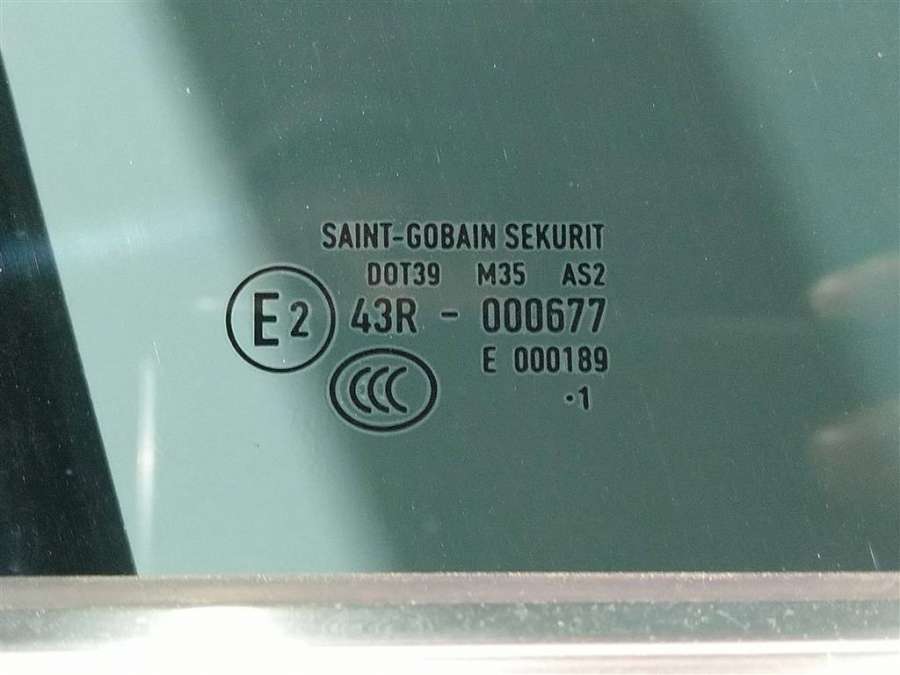 SAINT-GOBAIN SEKURIT
DOT39 M35 AS2
E2 43R - 000677
E 000189
CCC ·1